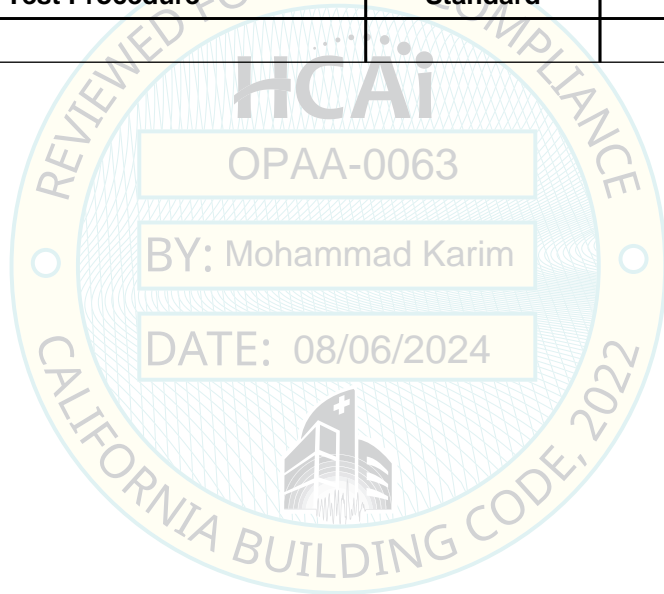 Test Procedure Standard
REVIEWED FOR CODE COMPLIANCE
HCAi
OPAA-0063
BY: Mohammad Karim
DATE: 08/06/2024
CALIFORNIA BUILDING CODE, 2022